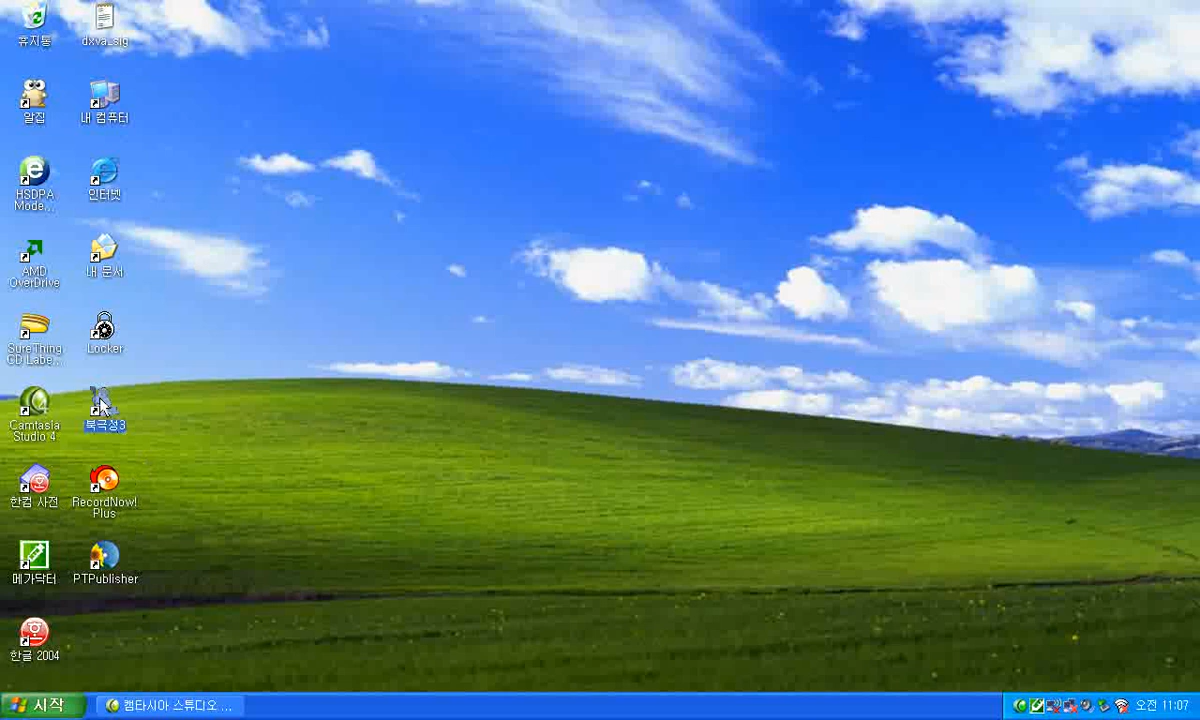 휴지통
dxva_sig
알집
내 컴퓨터
HSDPA
Mode...
인터넷
AMD
OverDrive
내 문서
SureThing
CD Labe...
Locker
Camtasia
Studio 4
북극성3
한컴 사전
RecordNow!
Plus
메가닥터
PTPublisher
한글 2004
시작
캠타시아 스튜디오 ...
오전 11:07